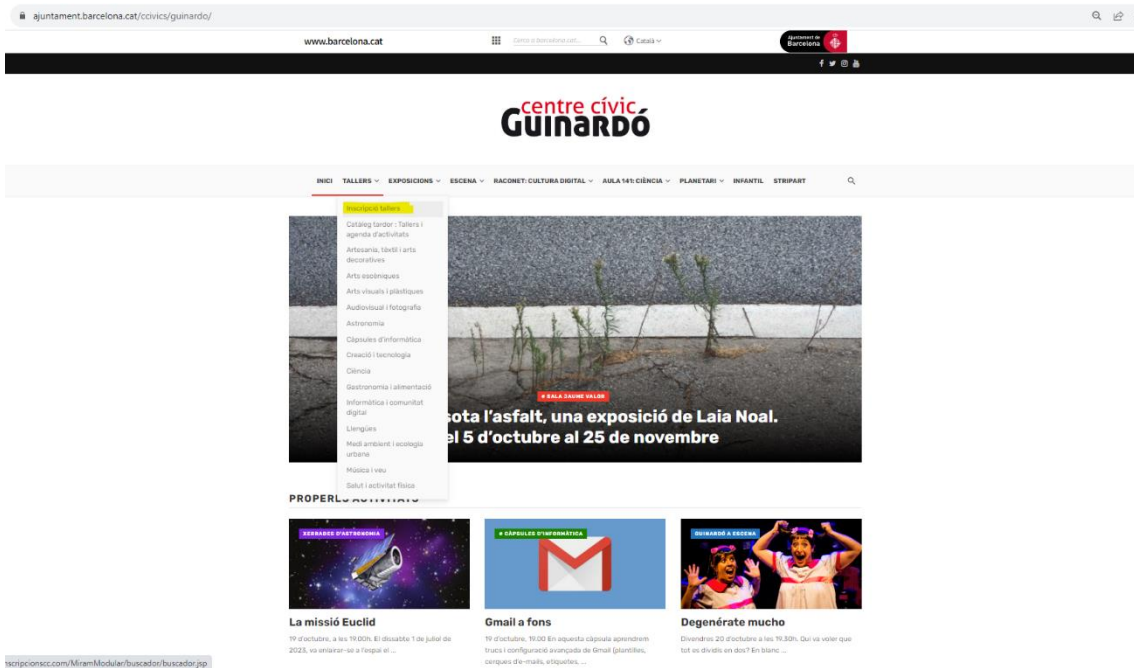 ajuntament.barcelona.cat/ccivics/guinardo/
www.barcelona.cat
Cerca a barcelona.cat...
Català
Ajuntament de
Barcelona
centre cívic
Guinardó
INICI TALLERS EXPOSICIONS ESCENA RACONET: CULTURA DIGITAL AULA 141: CIÈNCIA PLANETARI INFANTIL STRIPART
Inscripció tallers
Catàleg tardor : Tallers i
agenda d'activitats
Artesania, tèxtil i arts
decoratives
Arts escèniques
Arts visuals i plàstiques
Audiovisual i fotografia
Astronomia
Càpsules d'informàtica
Creació i tecnologia
Ciència
Gastronomia i alimentació
Informàtica i comunitat
digital
Llengües
Medi ambient i ecologia
urbana
Música i veu
Salut i activitat física
# SALA JAUME VALOR
sota l'asfalt, una exposició de Laia Noal.
el 5 d'octubre al 25 de novembre
PROPERES ACTIVITATS
XERRADES D'ASTRONOMIA
# CÀPSULES D'INFORMÀTICA
GUINARDÓ A ESCENA
La missió Euclid
19 d'octubre, a les 19.00h. El dissabte 1 de juliol de
2023, va enlairar-se a l'espai el ...
Gmail a fons
19 d'octubre, 19.00 En aquesta càpsula aprendrem
trucs i configuració avançada de Gmail (plantilles,
cerques d'e-mails, etiquetes, ...
Degenérate mucho
Divendres 20 d'octubre a les 19.30h. Qui va voler que
tot es dividís en dos? En blanc ...
nscripcionscc.com/MiramModular/buscador/buscador.jsp